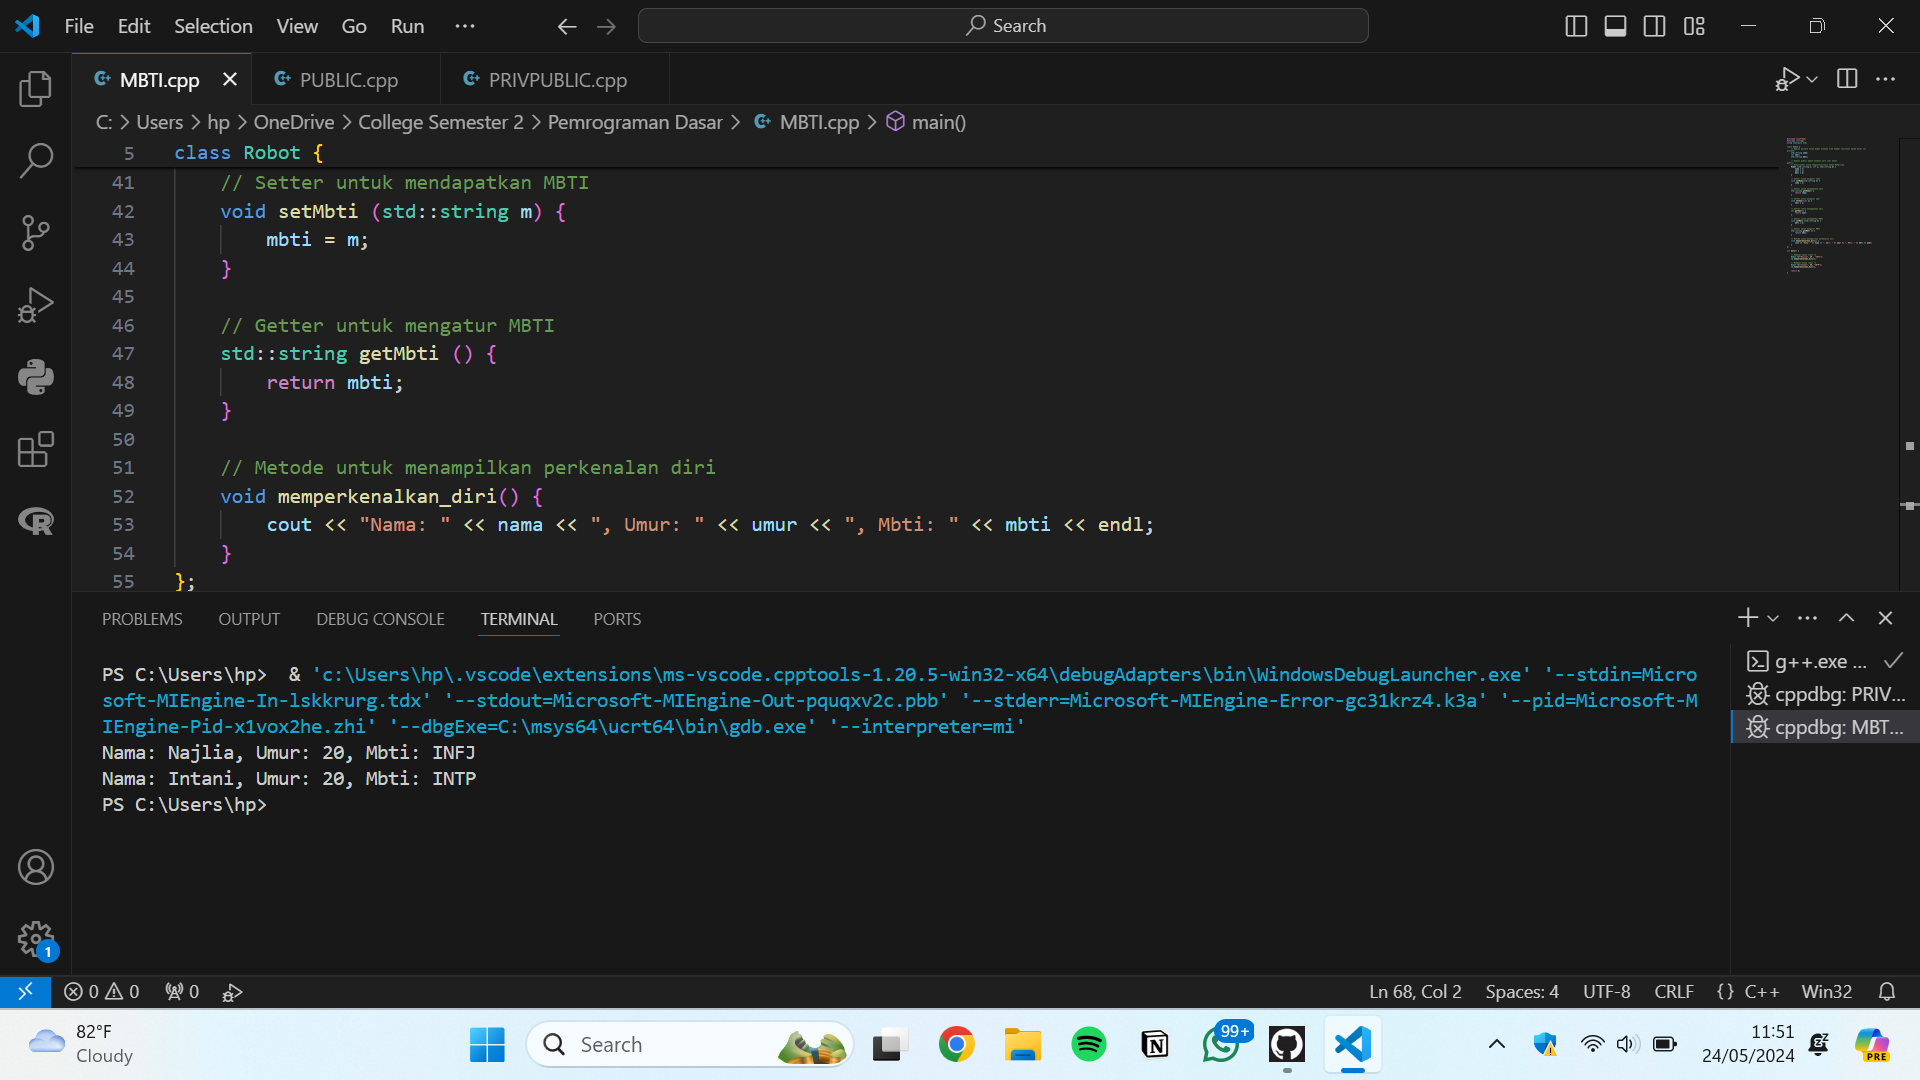 File Edit Selection View Go Run ··· Search
MBTI.cpp PUBLIC.cpp PRIVPUBLIC.cpp
C: > Users > hp > OneDrive > College Semester 2 > Pemrograman Dasar > MBTI.cpp > main()
5 class Robot {
41 // Setter untuk mendapatkan MBTI
42 void setMbti (std::string m) {
43 mbti = m;
44 }
45
46 // Getter untuk mengatur MBTI
47 std::string getMbti () {
48 return mbti;
49 }
50
51 // Metode untuk menampilkan perkenalan diri
52 void memperkenalkan_diri() {
53 cout << "Nama: " << nama << ", Umur: " << umur << ", Mbti: " << mbti << endl;
54 }
55 };
PROBLEMS OUTPUT DEBUG CONSOLE TERMINAL PORTS
PS C:\Users\hp>  & 'c:\Users\hp\.vscode\extensions\ms-vscode.cpptools-1.20.5-win32-x64\debugAdapters\bin\WindowsDebugLauncher.exe' '--stdin=Micro
soft-MIEngine-In-lskkrurg.tdx' '--stdout=Microsoft-MIEngine-Out-pquqxv2c.pbb' '--stderr=Microsoft-MIEngine-Error-gc31krz4.k3a' '--pid=Microsoft-M
IEngine-Pid-x1vox2he.zhi' '--dbgExe=C:\msys64\ucrt64\bin\gdb.exe' '--interpreter=mi'
Nama: Najlia, Umur: 20, Mbti: INFJ
Nama: Intani, Umur: 20, Mbti: INTP
PS C:\Users\hp>
g++.exe ...
cppdbg: PRIV...
cppdbg: MBT...
1
0 0 0 Ln 68, Col 2 Spaces: 4 UTF-8 CRLF {} C++ Win32
82°F
Cloudy
Search
99+
11:51
24/05/2024
PRE